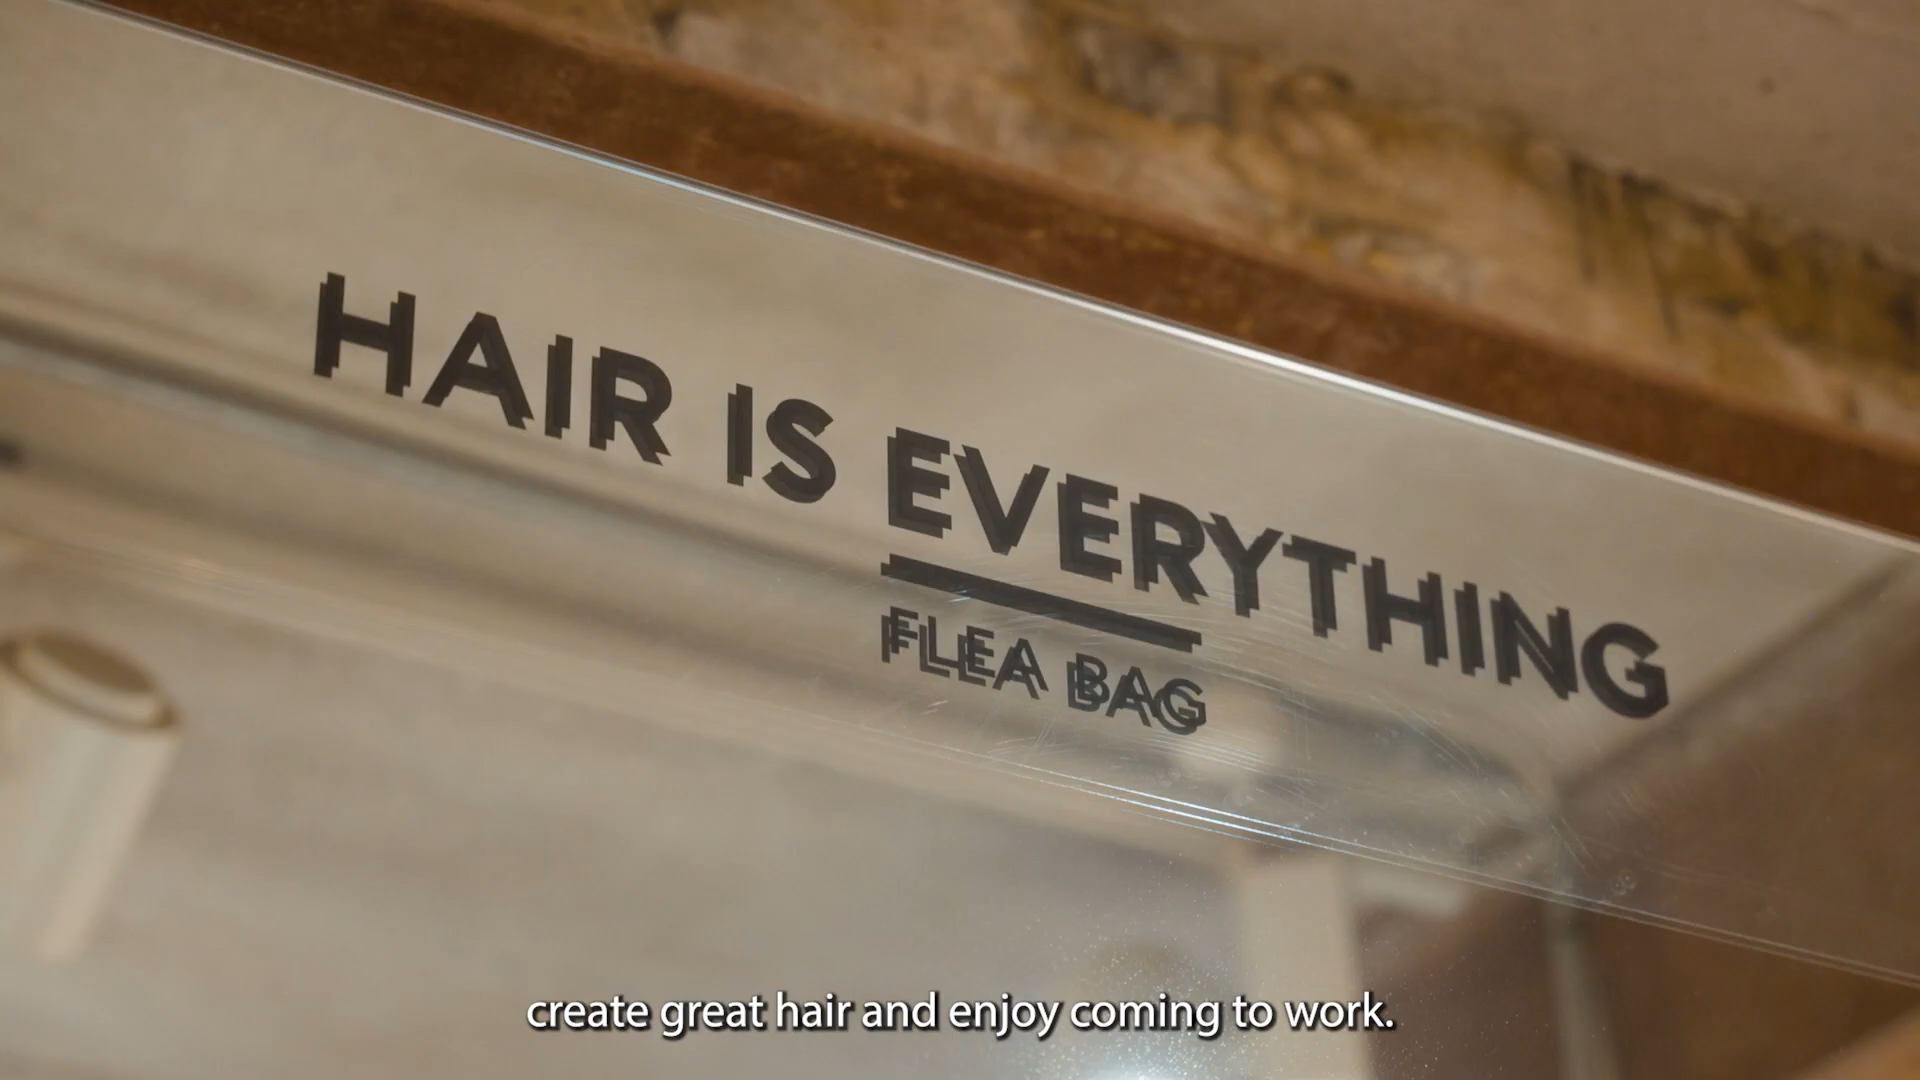 HAIR IS EVERYTHING
FLEA BAG
create great hair and enjoy coming to work.